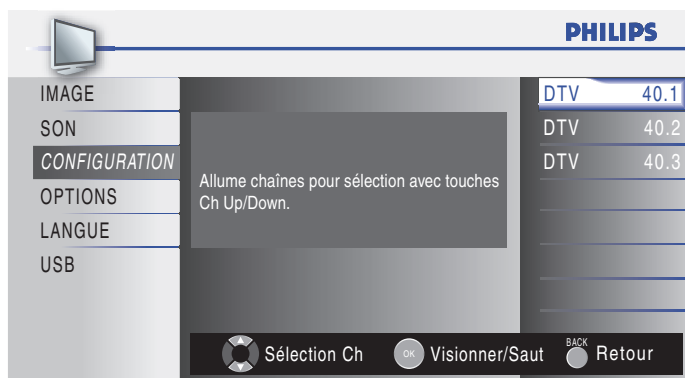 PHILIPS
IMAGE
SON
CONFIGURATION
OPTIONS
LANGUE
USB
Allume chaînes pour sélection avec touches
Ch Up/Down.
DTV 40.1
DTV 40.2
DTV 40.3
Sélection Ch OK Visionner/Saut BACK Retour